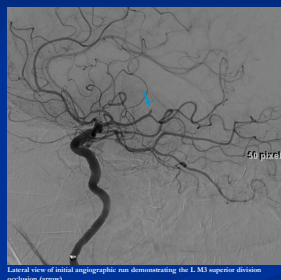 50 pixel
Lateral view of initial angiographic run demonstrating the L M3 superior division
occlusion (arrow)